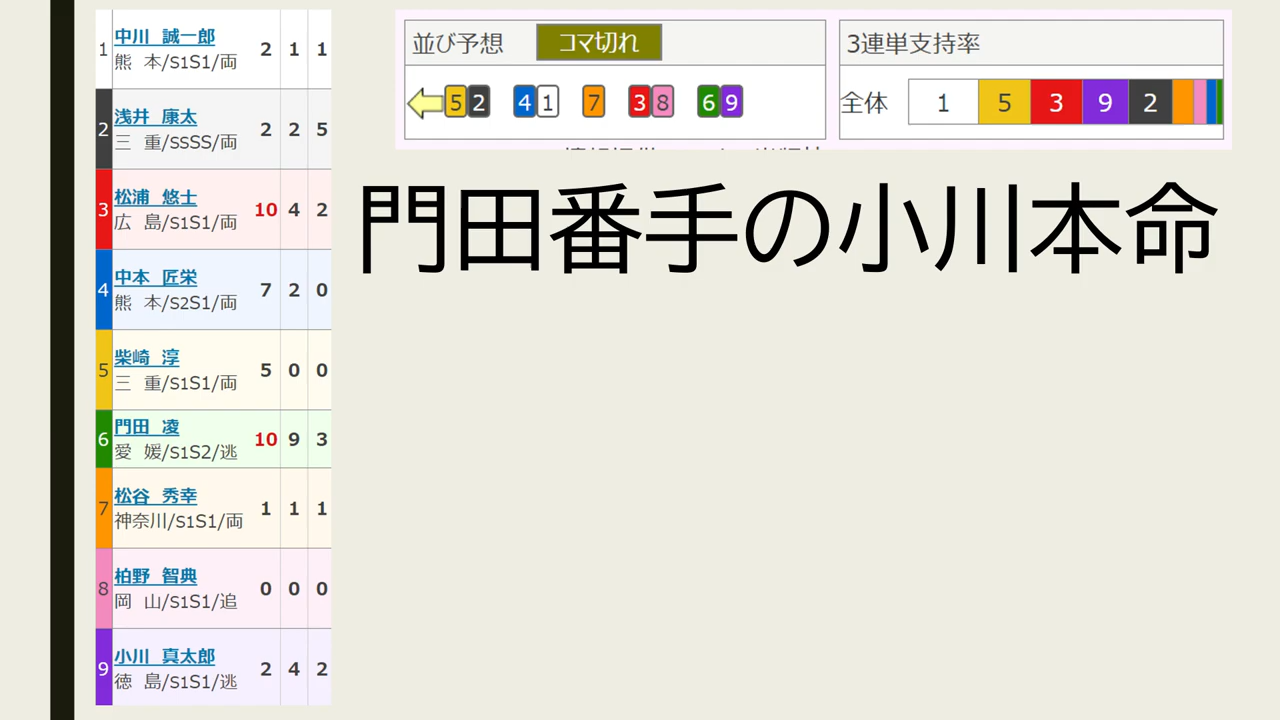 1 中川 誠一郎 2 1 1
熊 本/S1S1/両
2 浅井 康太 2 2 5
三 重/SSSS/両
3 松浦 悠士 10 4 2
広 島/S1S1/両
4 中本 匠栄 7 2 0
熊 本/S2S1/両
5 柴崎 淳 5 0 0
三 重/S1S1/両
6 門田 凌 10 9 3
愛 媛/S1S2/逃
7 松谷 秀幸 1 1 1
神奈川/S1S1/両
8 柏野 智典 0 0 0
岡 山/S1S1/追
9 小川 真太郎 2 4 2
徳 島/S1S1/逃
並び予想 コマ切れ
5 2 4 1 7 3 8 6 9
3連単支持率
全体 1 5 3 9 2
門田番手の小川本命